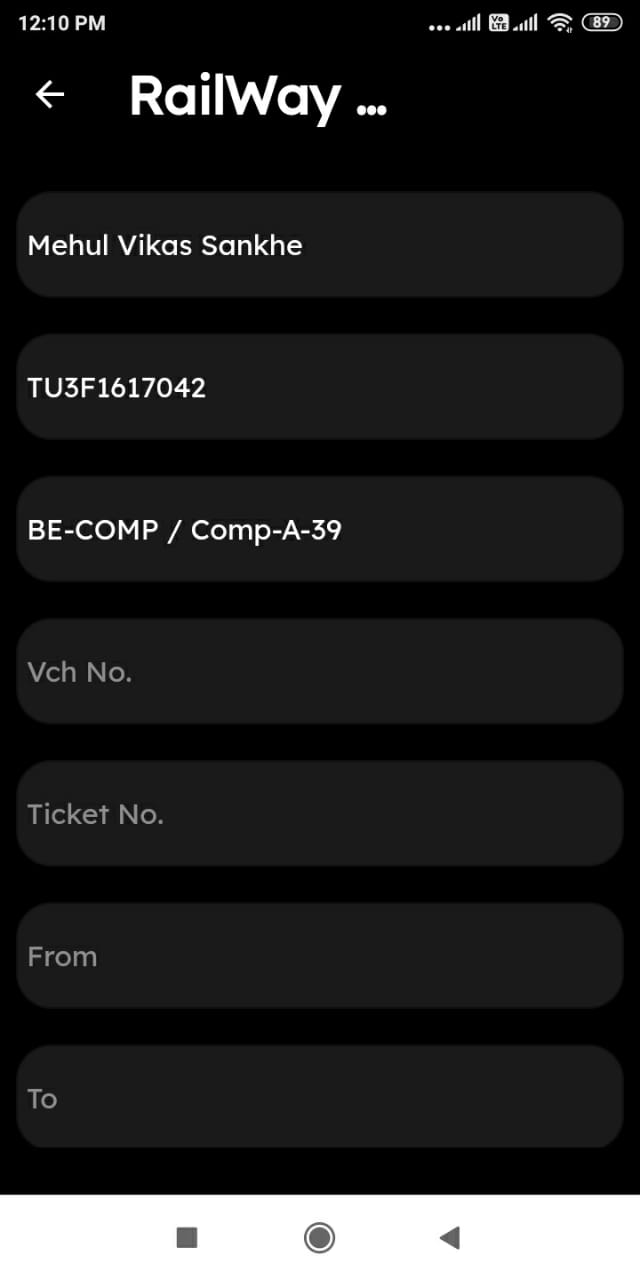 12:10 PM
... Vo LTE 89
RailWay ...
Mehul Vikas Sankhe
TU3F1617042
BE-COMP / Comp-A-39
Vch No.
Ticket No.
From
To